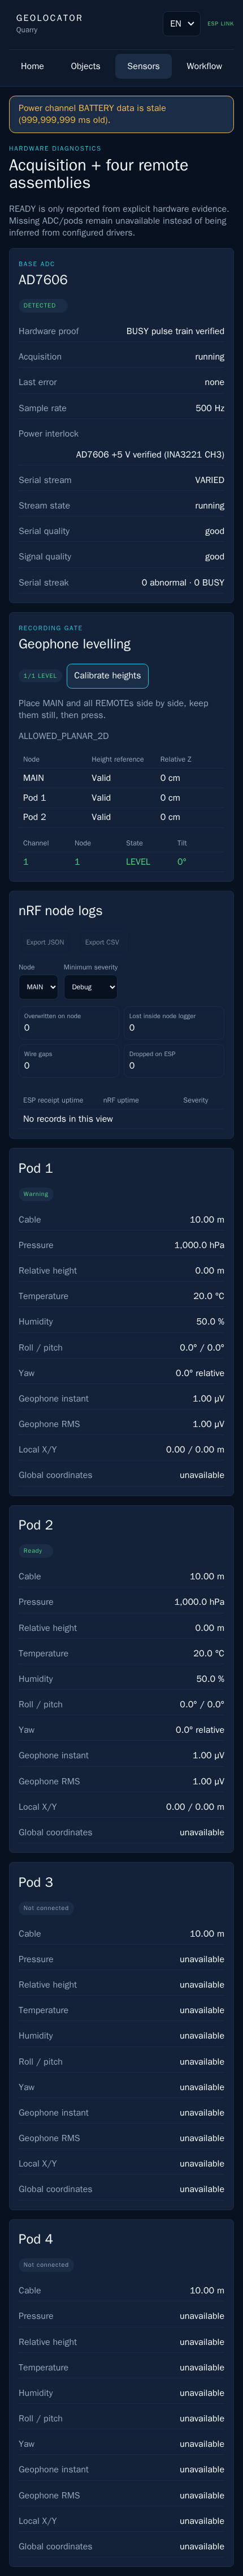 GEOLOCATOR
Quarry
EN
ESP LINK
Home Objects Sensors Workflow
Power channel BATTERY data is stale
(999,999,999 ms old).
HARDWARE DIAGNOSTICS
Acquisition + four remote
assemblies
READY is only reported from explicit hardware evidence.
Missing ADC/pods remain unavailable instead of being
inferred from configured drivers.
BASE ADC
AD7606
DETECTED
Hardware proof BUSY pulse train verified
Acquisition running
Last error none
Sample rate 500 Hz
Power interlock
AD7606 +5 V verified (INA3221 CH3)
Serial stream VARIED
Stream state running
Serial quality good
Signal quality good
Serial streak 0 abnormal · 0 BUSY
RECORDING GATE
Geophone levelling
1/1 LEVEL Calibrate heights
Place MAIN and all REMOTEs side by side, keep
them still, then press.
ALLOWED_PLANAR_2D
Node Height reference Relative Z
MAIN Valid 0 cm
Pod 1 Valid 0 cm
Pod 2 Valid 0 cm
Channel Node State Tilt
1 1 LEVEL 0°
nRF node logs
Export JSON Export CSV
Node Minimum severity
MAIN Debug
Overwritten on node Lost inside node logger
0 0
Wire gaps Dropped on ESP
0 0
ESP receipt uptime nRF uptime Severity
No records in this view
Pod 1
Warning
Cable 10.00 m
Pressure 1,000.0 hPa
Relative height 0.00 m
Temperature 20.0 °C
Humidity 50.0 %
Roll / pitch 0.0° / 0.0°
Yaw 0.0° relative
Geophone instant 1.00 µV
Geophone RMS 1.00 µV
Local X/Y 0.00 / 0.00 m
Global coordinates unavailable
Pod 2
Ready
Cable 10.00 m
Pressure 1,000.0 hPa
Relative height 0.00 m
Temperature 20.0 °C
Humidity 50.0 %
Roll / pitch 0.0° / 0.0°
Yaw 0.0° relative
Geophone instant 1.00 µV
Geophone RMS 1.00 µV
Local X/Y 0.00 / 0.00 m
Global coordinates unavailable
Pod 3
Not connected
Cable 10.00 m
Pressure unavailable
Relative height unavailable
Temperature unavailable
Humidity unavailable
Roll / pitch unavailable
Yaw unavailable
Geophone instant unavailable
Geophone RMS unavailable
Local X/Y unavailable
Global coordinates unavailable
Pod 4
Not connected
Cable 10.00 m
Pressure unavailable
Relative height unavailable
Temperature unavailable
Humidity unavailable
Roll / pitch unavailable
Yaw unavailable
Geophone instant unavailable
Geophone RMS unavailable
Local X/Y unavailable
Global coordinates unavailable